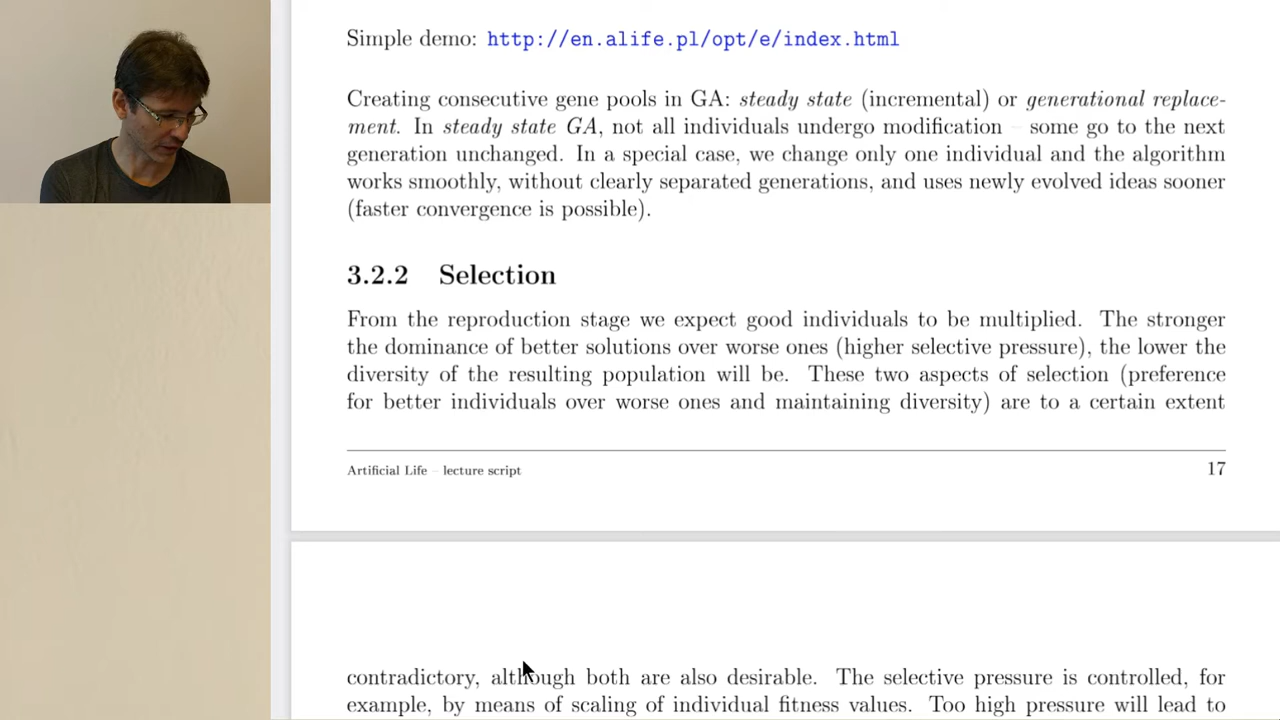 Simple demo: http://en.alife.pl/opt/e/index.html
Creating consecutive gene pools in GA: steady state (incremental) or generational replace-
ment. In steady state GA, not all individuals undergo modification – some go to the next
generation unchanged. In a special case, we change only one individual and the algorithm
works smoothly, without clearly separated generations, and uses newly evolved ideas sooner
(faster convergence is possible).
3.2.2 Selection
From the reproduction stage we expect good individuals to be multiplied. The stronger
the dominance of better solutions over worse ones (higher selective pressure), the lower the
diversity of the resulting population will be. These two aspects of selection (preference
for better individuals over worse ones and maintaining diversity) are to a certain extent
Artificial Life – lecture script 17
contradictory, although both are also desirable. The selective pressure is controlled, for
example, by means of scaling of individual fitness values. Too high pressure will lead to